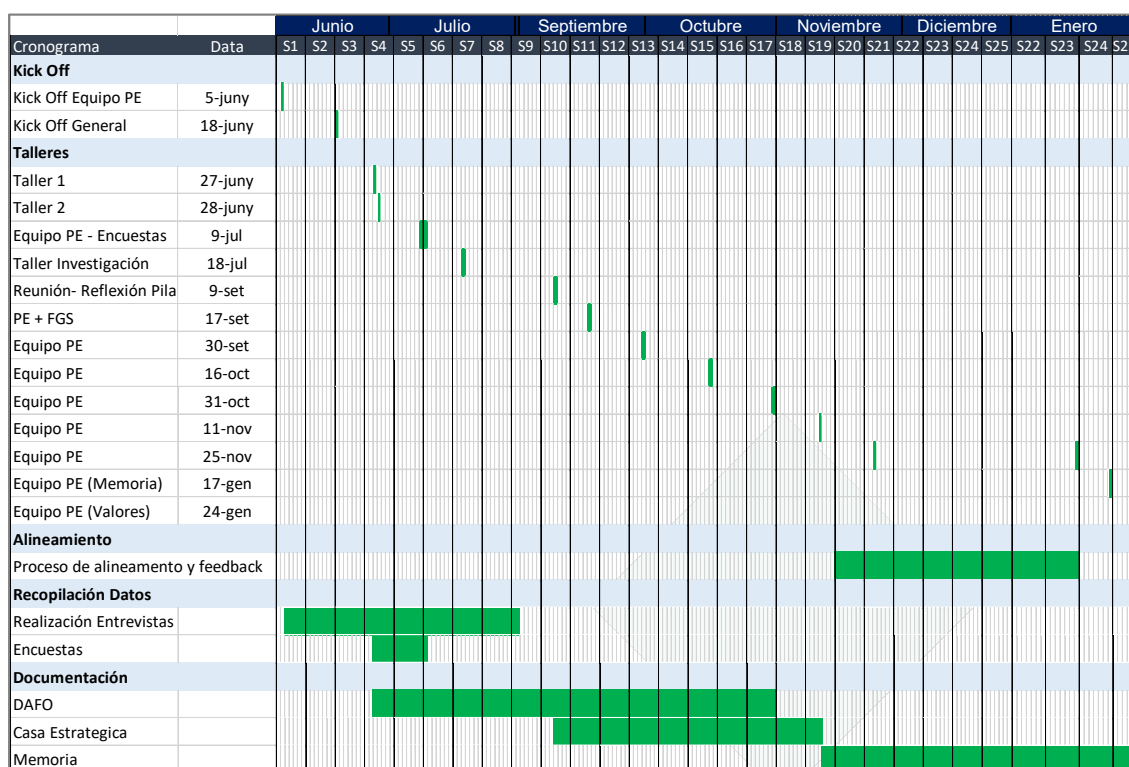 Junio Julio Septiembre Octubre Noviembre Diciembre Enero
Cronograma Data S1 S2 S3 S4 S5 S6 S7 S8 S9 S10 S11 S12 S13 S14 S15 S16 S17 S18 S19 S20 S21 S22 S23 S24 S25 S22 S23 S24 S2
Kick Off
Kick Off Equipo PE 5-juny
Kick Off General 18-juny
Talleres
Taller 1 27-juny
Taller 2 28-juny
Equipo PE - Encuestas 9-jul
Taller Investigación 18-jul
Reunión- Reflexión Pila 9-set
PE + FGS 17-set
Equipo PE 30-set
Equipo PE 16-oct
Equipo PE 31-oct
Equipo PE 11-nov
Equipo PE 25-nov
Equipo PE (Memoria) 17-gen
Equipo PE (Valores) 24-gen
Alineamiento
Proceso de alineamento y feedback
Recopilación Datos
Realización Entrevistas
Encuestas
Documentación
DAFO
Casa Estrategica
Memoria